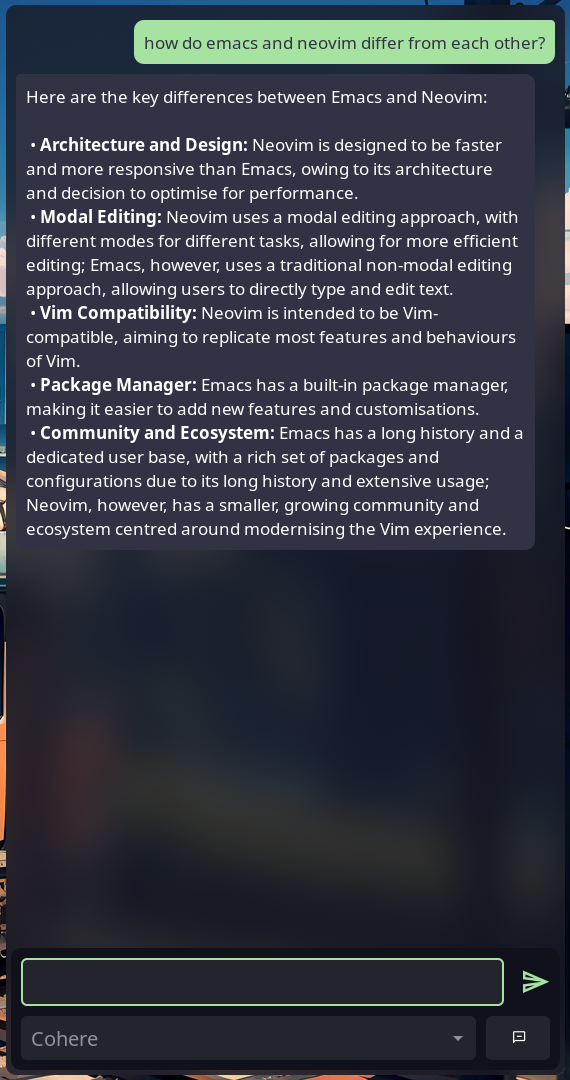 how do emacs and neovim differ from each other?
Here are the key differences between Emacs and Neovim:
• Architecture and Design: Neovim is designed to be faster
and more responsive than Emacs, owing to its architecture
and decision to optimise for performance.
• Modal Editing: Neovim uses a modal editing approach, with
different modes for different tasks, allowing for more efficient
editing; Emacs, however, uses a traditional non-modal editing
approach, allowing users to directly type and edit text.
• Vim Compatibility: Neovim is intended to be Vim-
compatible, aiming to replicate most features and behaviours
of Vim.
• Package Manager: Emacs has a built-in package manager,
making it easier to add new features and customisations.
• Community and Ecosystem: Emacs has a long history and a
dedicated user base, with a rich set of packages and
configurations due to its long history and extensive usage;
Neovim, however, has a smaller, growing community and
ecosystem centred around modernising the Vim experience.
Cohere